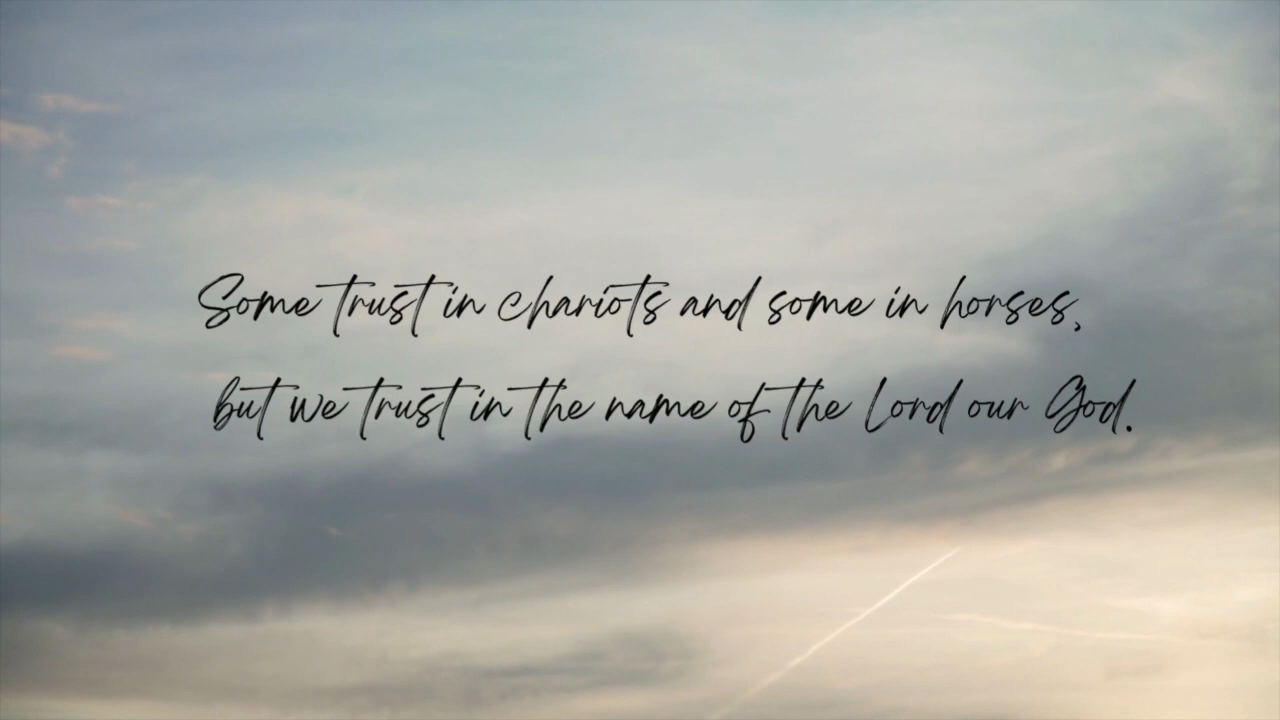 Some trust in chariots and some in horses,
but we trust in the name of the Lord our God.